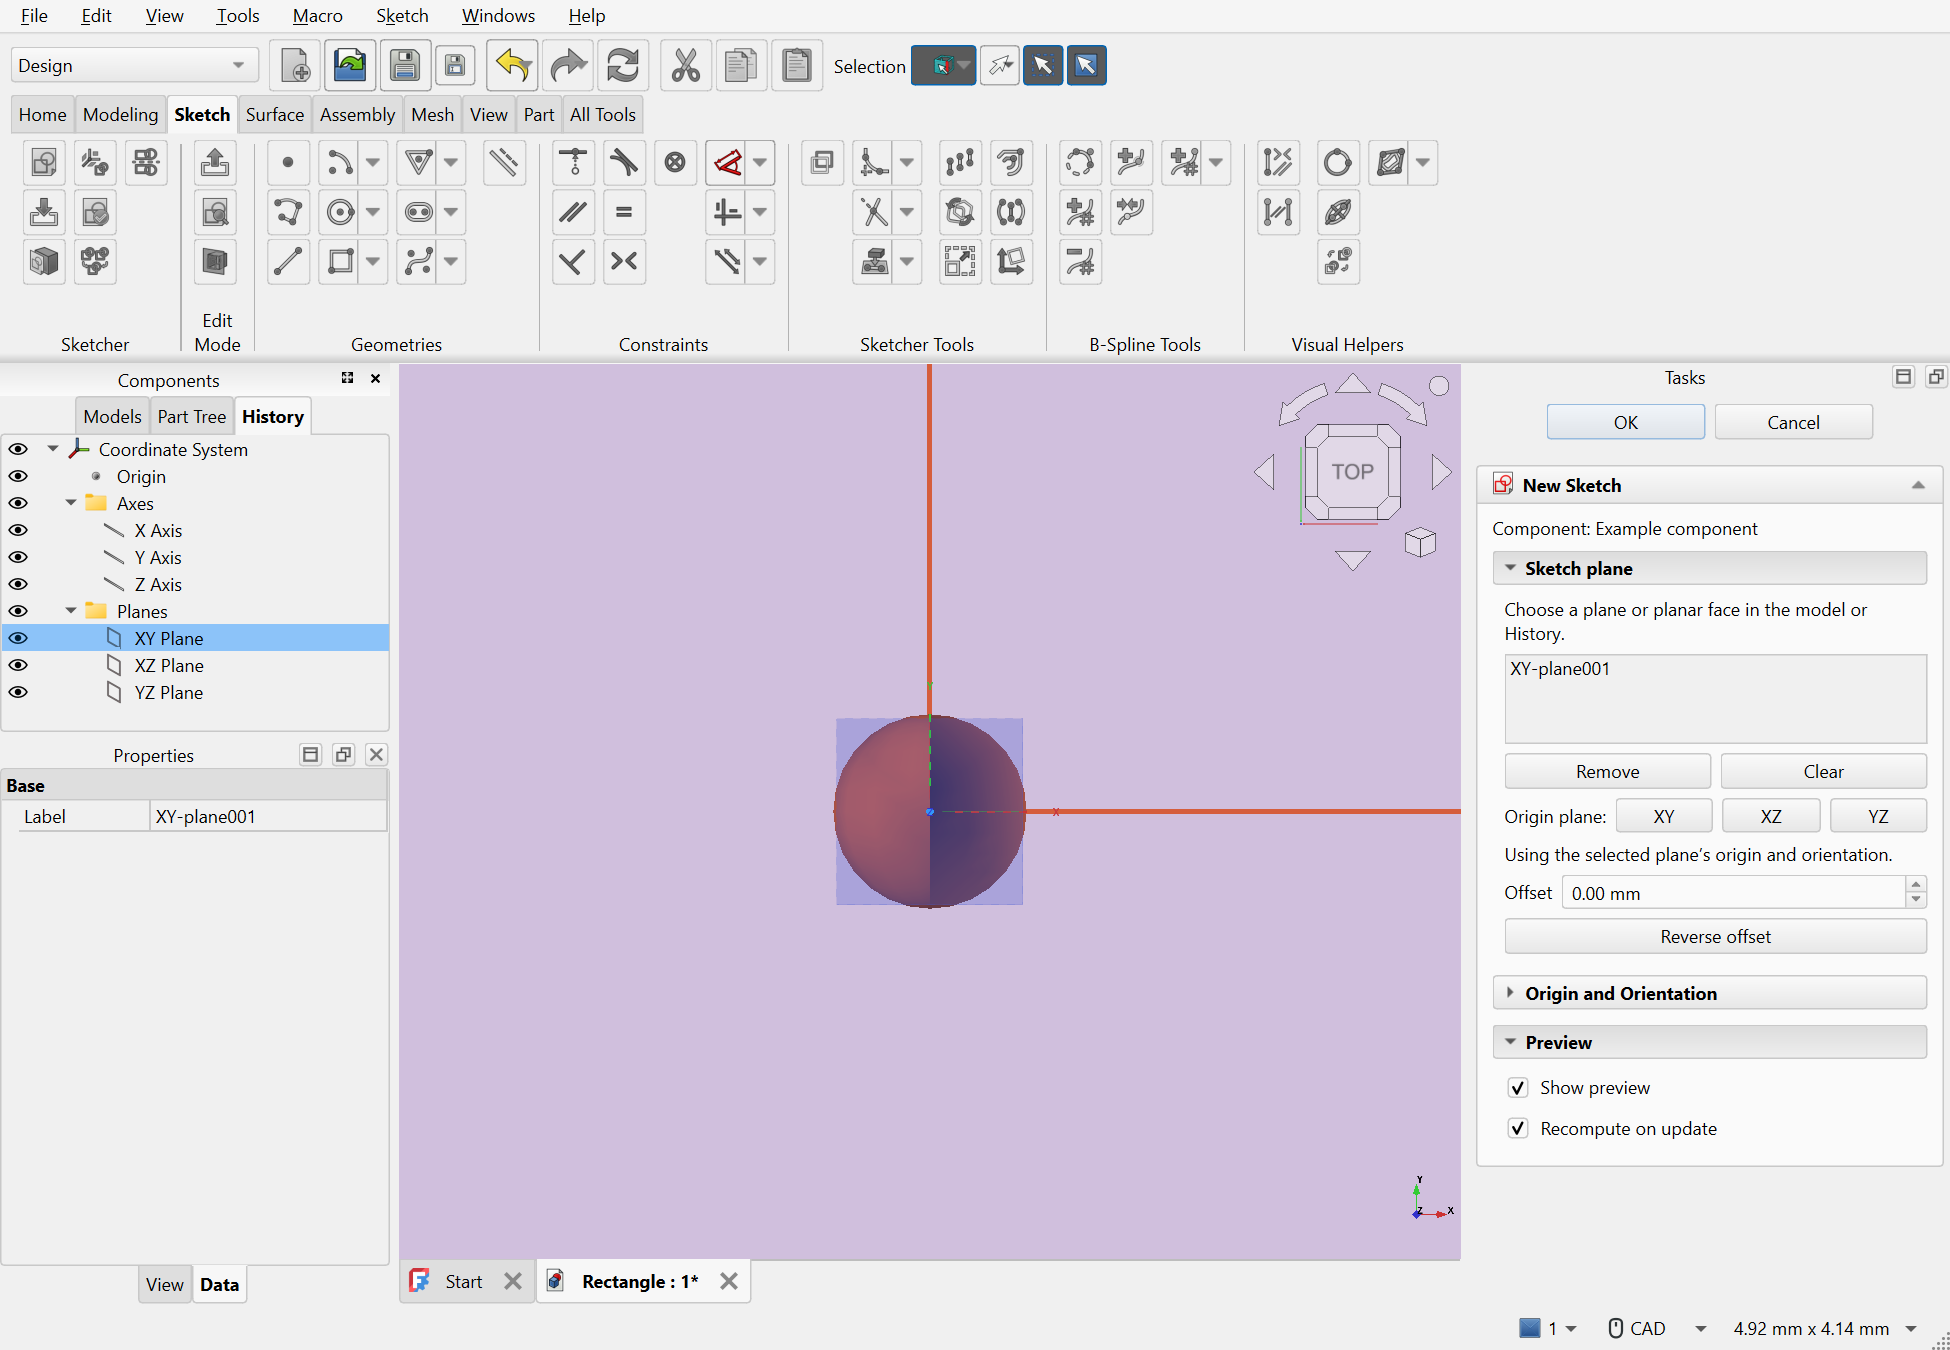 File Edit View Tools Macro Sketch Windows Help
Design
Selection
Home Modeling Sketch Surface Assembly Mesh View Part All Tools
Sketcher
Edit
Mode
Geometries
Constraints
Sketcher Tools
B-Spline Tools
Visual Helpers
Components
Models Part Tree History
Coordinate System
Origin
Axes
X Axis
Y Axis
Z Axis
Planes
XY Plane
XZ Plane
YZ Plane
Properties
Base
Label XY-plane001
View Data
TOP
X
Y
Z X
Start
Rectangle : 1*
Tasks
OK Cancel
New Sketch
Component: Example component
Sketch plane
Choose a plane or planar face in the model or
History.
XY-plane001
Remove Clear
Origin plane: XY XZ YZ
Using the selected plane's origin and orientation.
Offset 0.00 mm
Reverse offset
Origin and Orientation
Preview
Show preview
Recompute on update
1 CAD 4.92 mm x 4.14 mm